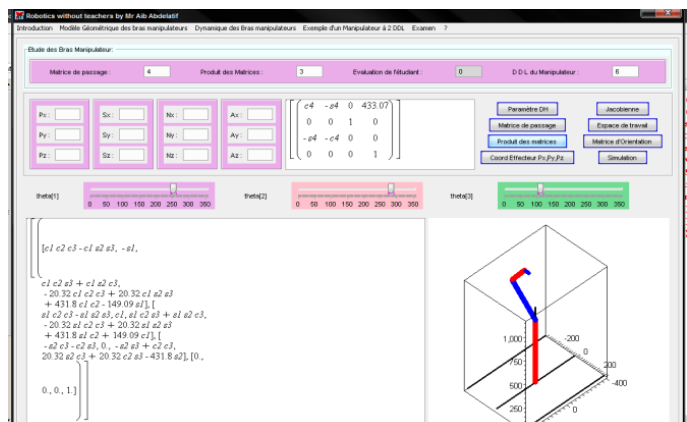 Robotics without teachers by Mr Aib Abdelatif
Introduction Modèle Géométrique des bras manipulateurs Dynamique des Bras manipulateurs Exemple d'un Manipulateur à 2 DDL Examen ?
Etude des Bras Manipulateur:
Matrice de passage : 4 Produit des Matrices : 3 Evaluation de l'étudiant : 0 D D L du Manipulateur : 6
Px : Sx : Nx : Ax :
Py : Sy : Ny : Ay :
Pz : Sz : Nz : Az :
c4 -s4 0 433.07
0 0 1 0
-s4 -c4 0 0
0 0 0 1
Paramètre DH Jacobienne
Matrice de passage Espace de travail
Produit des matrices Matrice d'Orientation
Coord Effecteur Px,Py,Pz Simulation
theta[1] 0 50 100 150 200 250 300 350
theta[2] 0 50 100 150 200 250 300 350
theta[3] 0 50 100 150 200 250 300 350
[c1 c2 c3 - c1 s2 s3, -s1,
c1 c2 s3 + c1 s2 c3,
- 20.32 c1 c2 c3 + 20.32 c1 s2 s3
+ 431.8 c1 c2 - 149.09 s1], [
s1 c2 c3 - s1 s2 s3, c1, s1 c2 s3 + s1 s2 c3,
- 20.32 s1 c2 c3 + 20.32 s1 s2 s3
+ 431.8 s1 c2 + 149.09 c1], [
-s2 c3 - c2 s3, 0., -s2 s3 + c2 c3,
20.32 s2 c3 + 20.32 c2 s3 - 431.8 s2], [0.,
0., 0., 1.]
1,000
750
500
250
-200
0
200
-400
0